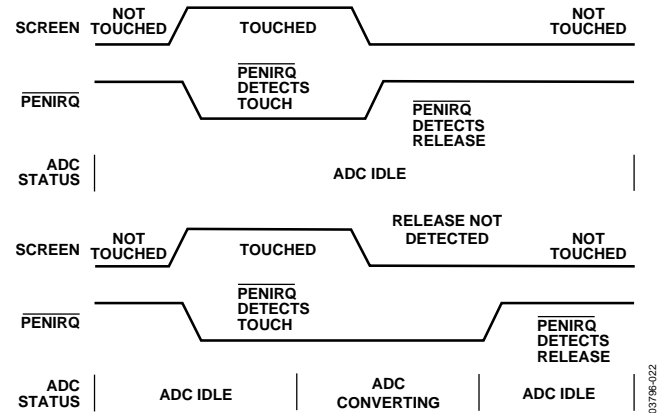 SCREEN
NOT
TOUCHED
TOUCHED
NOT
TOUCHED
PENIRQ
PENIRQ
DETECTS
TOUCH
PENIRQ
DETECTS
RELEASE
ADC
STATUS
ADC IDLE
SCREEN
NOT
TOUCHED
TOUCHED
RELEASE NOT
DETECTED
NOT
TOUCHED
PENIRQ
PENIRQ
DETECTS
TOUCH
PENIRQ
DETECTS
RELEASE
ADC
STATUS
ADC IDLE
ADC
CONVERTING
ADC IDLE
03796-022